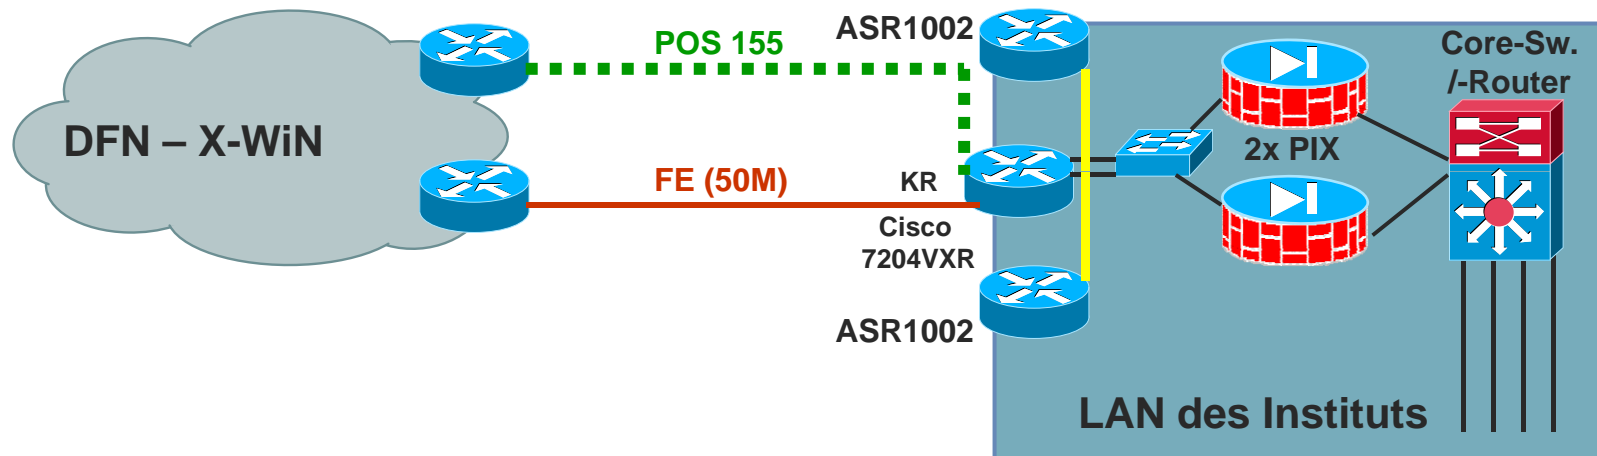 ASR1002
POS 155
Core-Sw.
/-Router
DFN – X-WiN
2x PIX
FE (50M)
KR
Cisco
7204VXR
ASR1002
LAN des Instituts